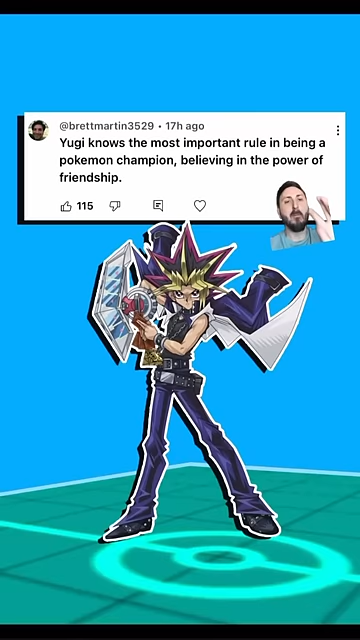 @brettmartin3529 • 17h ago
Yugi knows the most important rule in being a
pokemon champion, believing in the power of
friendship.
115